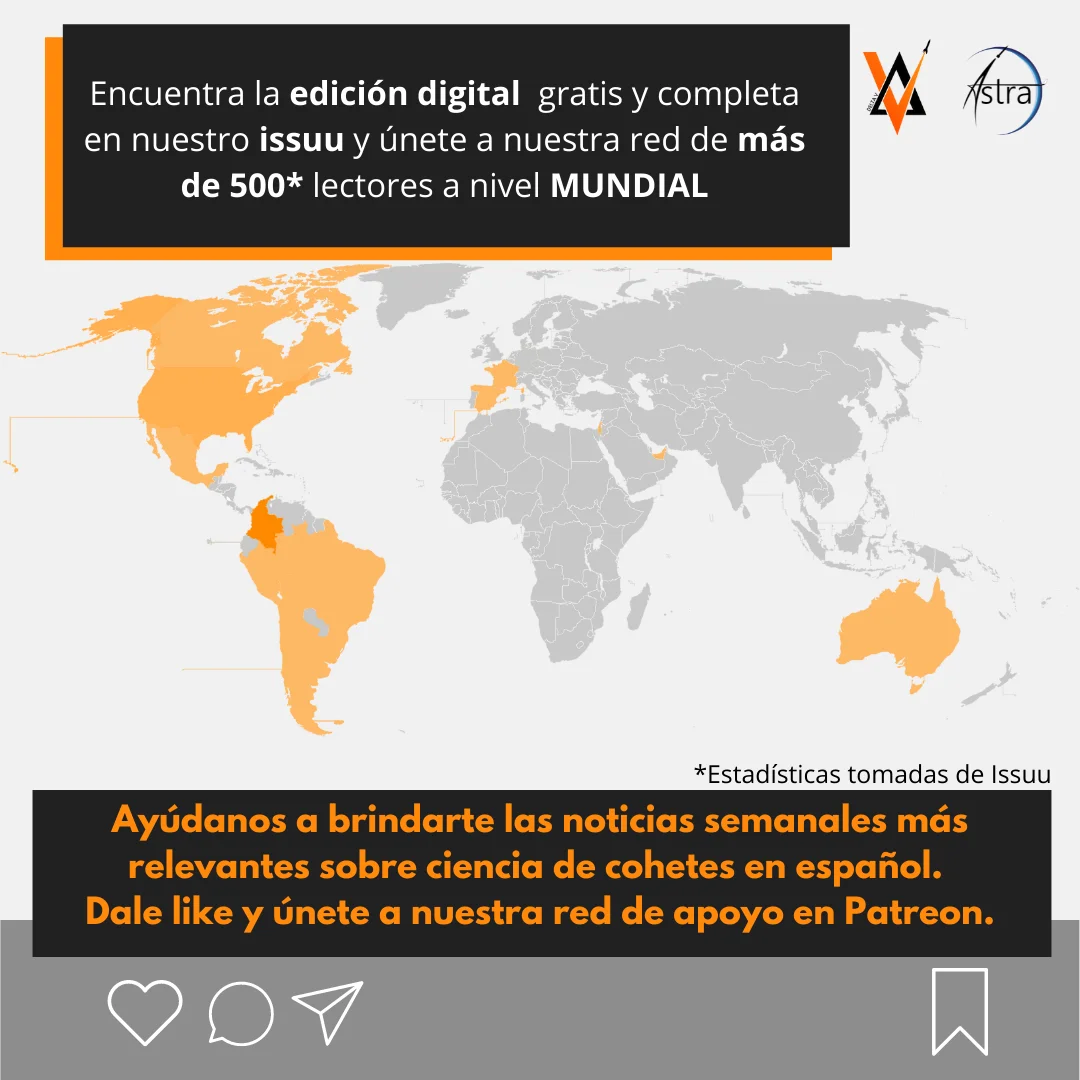 Encuentra la edición digital gratis y completa
en nuestro issuu y únete a nuestra red de más
de 500* lectores a nivel MUNDIAL
Astra
*Estadísticas tomadas de Issuu
Ayúdanos a brindarte las noticias semanales más
relevantes sobre ciencia de cohetes en español.
Dale like y únete a nuestra red de apoyo en Patreon.